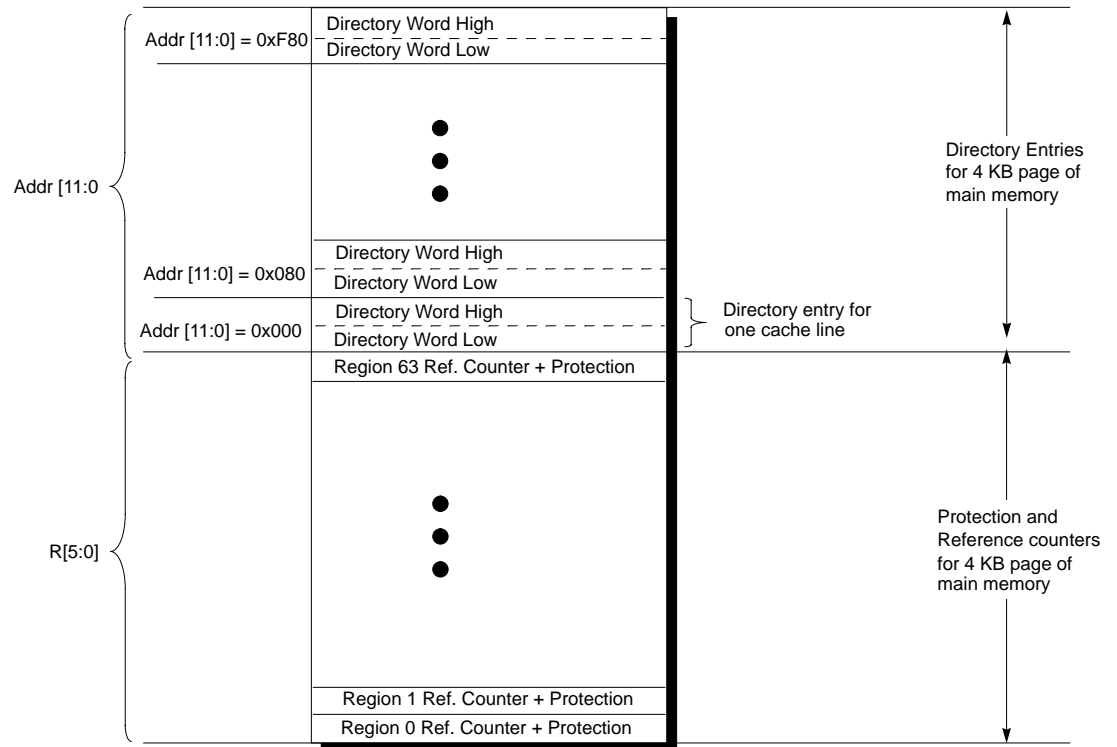 Directory Word High
Addr [11:0] = 0xF80
Directory Word Low
Directory Entries
for 4 KB page of
main memory
Addr [11:0
Directory Word High
Addr [11:0] = 0x080
Directory Word Low
Directory Word High
Addr [11:0] = 0x000
Directory Word Low
Directory entry for
one cache line
Region 63 Ref. Counter + Protection
Protection and
Reference counters
for 4 KB page of
main memory
R[5:0]
Region 1 Ref. Counter + Protection
Region 0 Ref. Counter + Protection